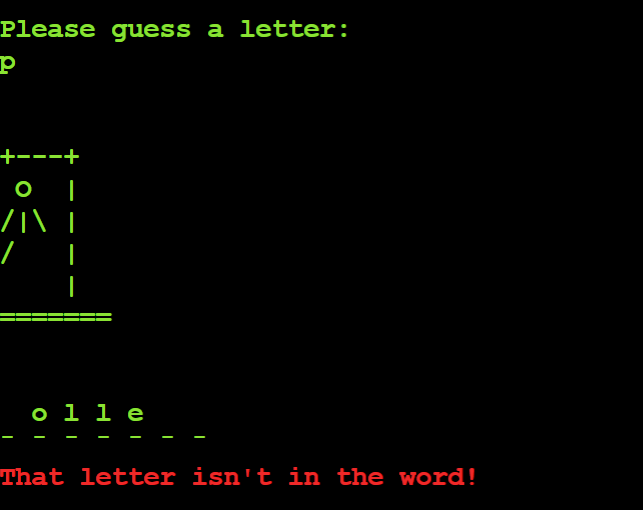 Please guess a letter:
p
+---+
 o  |
/|\ |
/   |
    |
=======
  o l l e
- - - - - - -
That letter isn't in the word!